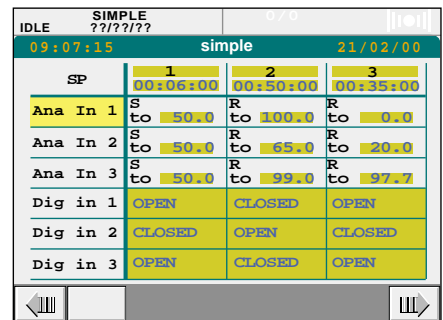 SIMPLE 0/0
IDLE ??/??/??
09:07:15 simple 21/02/00
SP 1 2 3
00:06:00 00:50:00 00:35:00
Ana In 1 S to 50.0 R to 100.0 R to 0.0
Ana In 2 S to 50.0 R to 65.0 R to 20.0
Ana In 3 S to 50.0 R to 99.0 R to 97.7
Dig in 1 OPEN CLOSED OPEN
Dig in 2 CLOSED OPEN CLOSED
Dig in 3 OPEN CLOSED OPEN